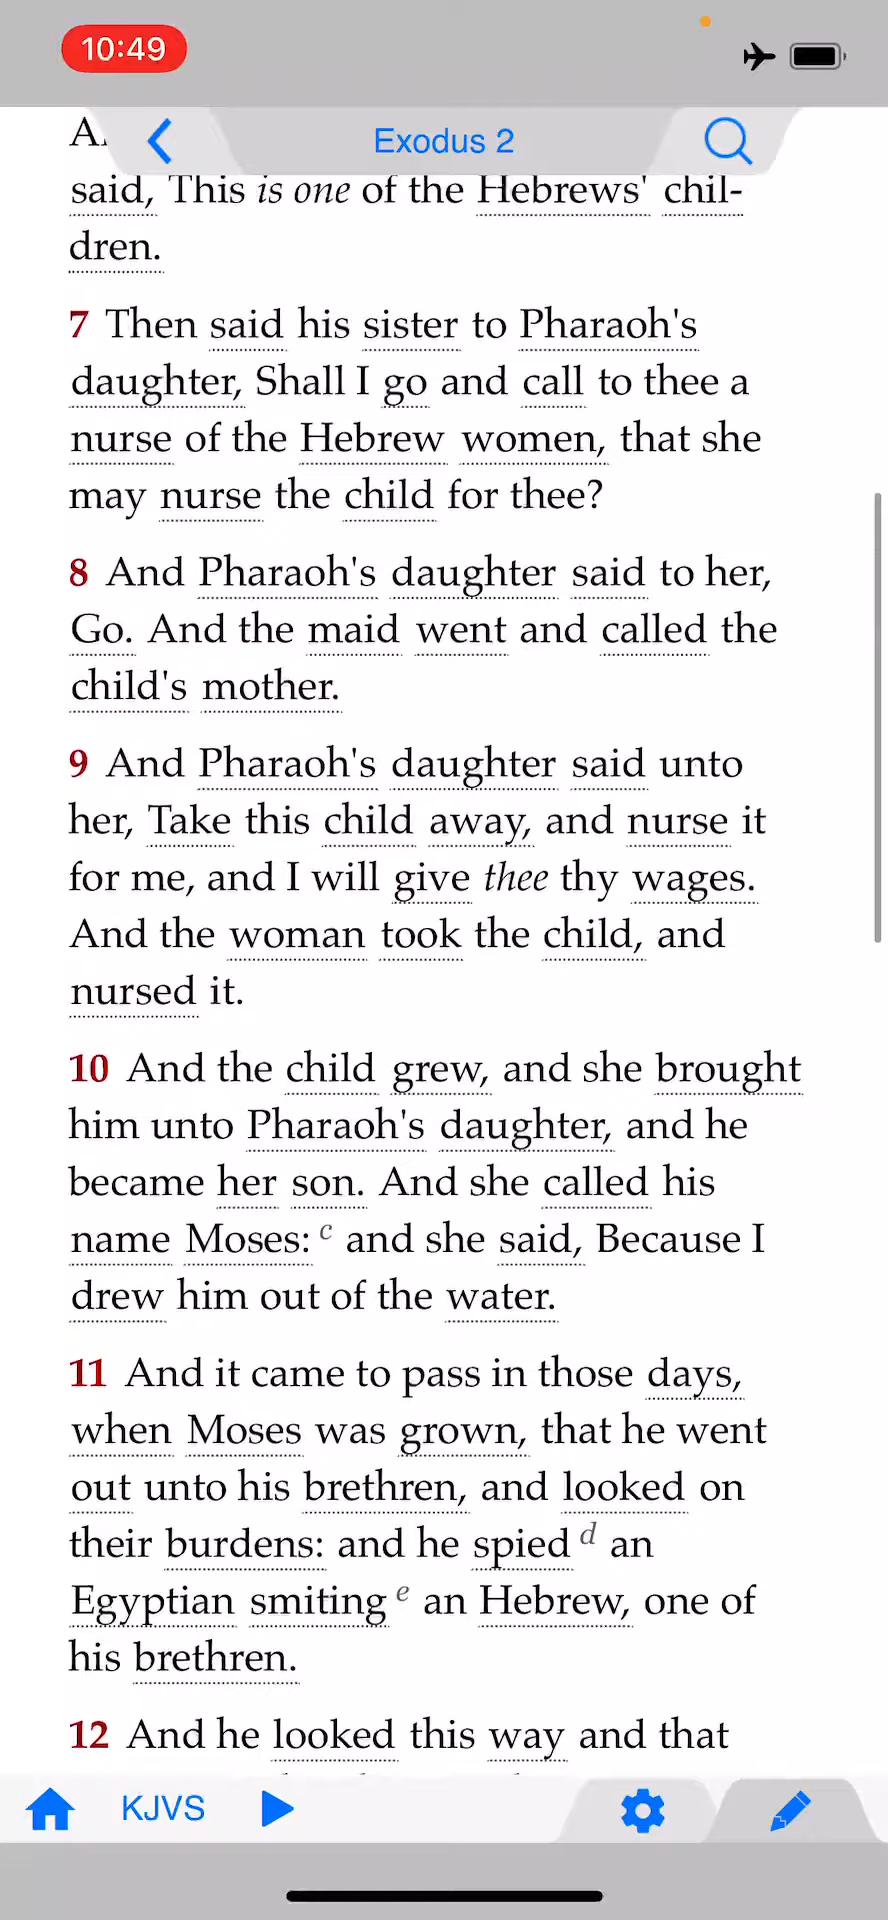 10:49
Exodus 2
said, This is one of the Hebrews' chil-
dren.
7 Then said his sister to Pharaoh's
daughter, Shall I go and call to thee a
nurse of the Hebrew women, that she
may nurse the child for thee?
8 And Pharaoh's daughter said to her,
Go. And the maid went and called the
child's mother.
9 And Pharaoh's daughter said unto
her, Take this child away, and nurse it
for me, and I will give thee thy wages.
And the woman took the child, and
nursed it.
10 And the child grew, and she brought
him unto Pharaoh's daughter, and he
became her son. And she called his
name Moses: c and she said, Because I
drew him out of the water.
11 And it came to pass in those days,
when Moses was grown, that he went
out unto his brethren, and looked on
their burdens: and he spied d an
Egyptian smiting e an Hebrew, one of
his brethren.
12 And he looked this way and that
KJVS